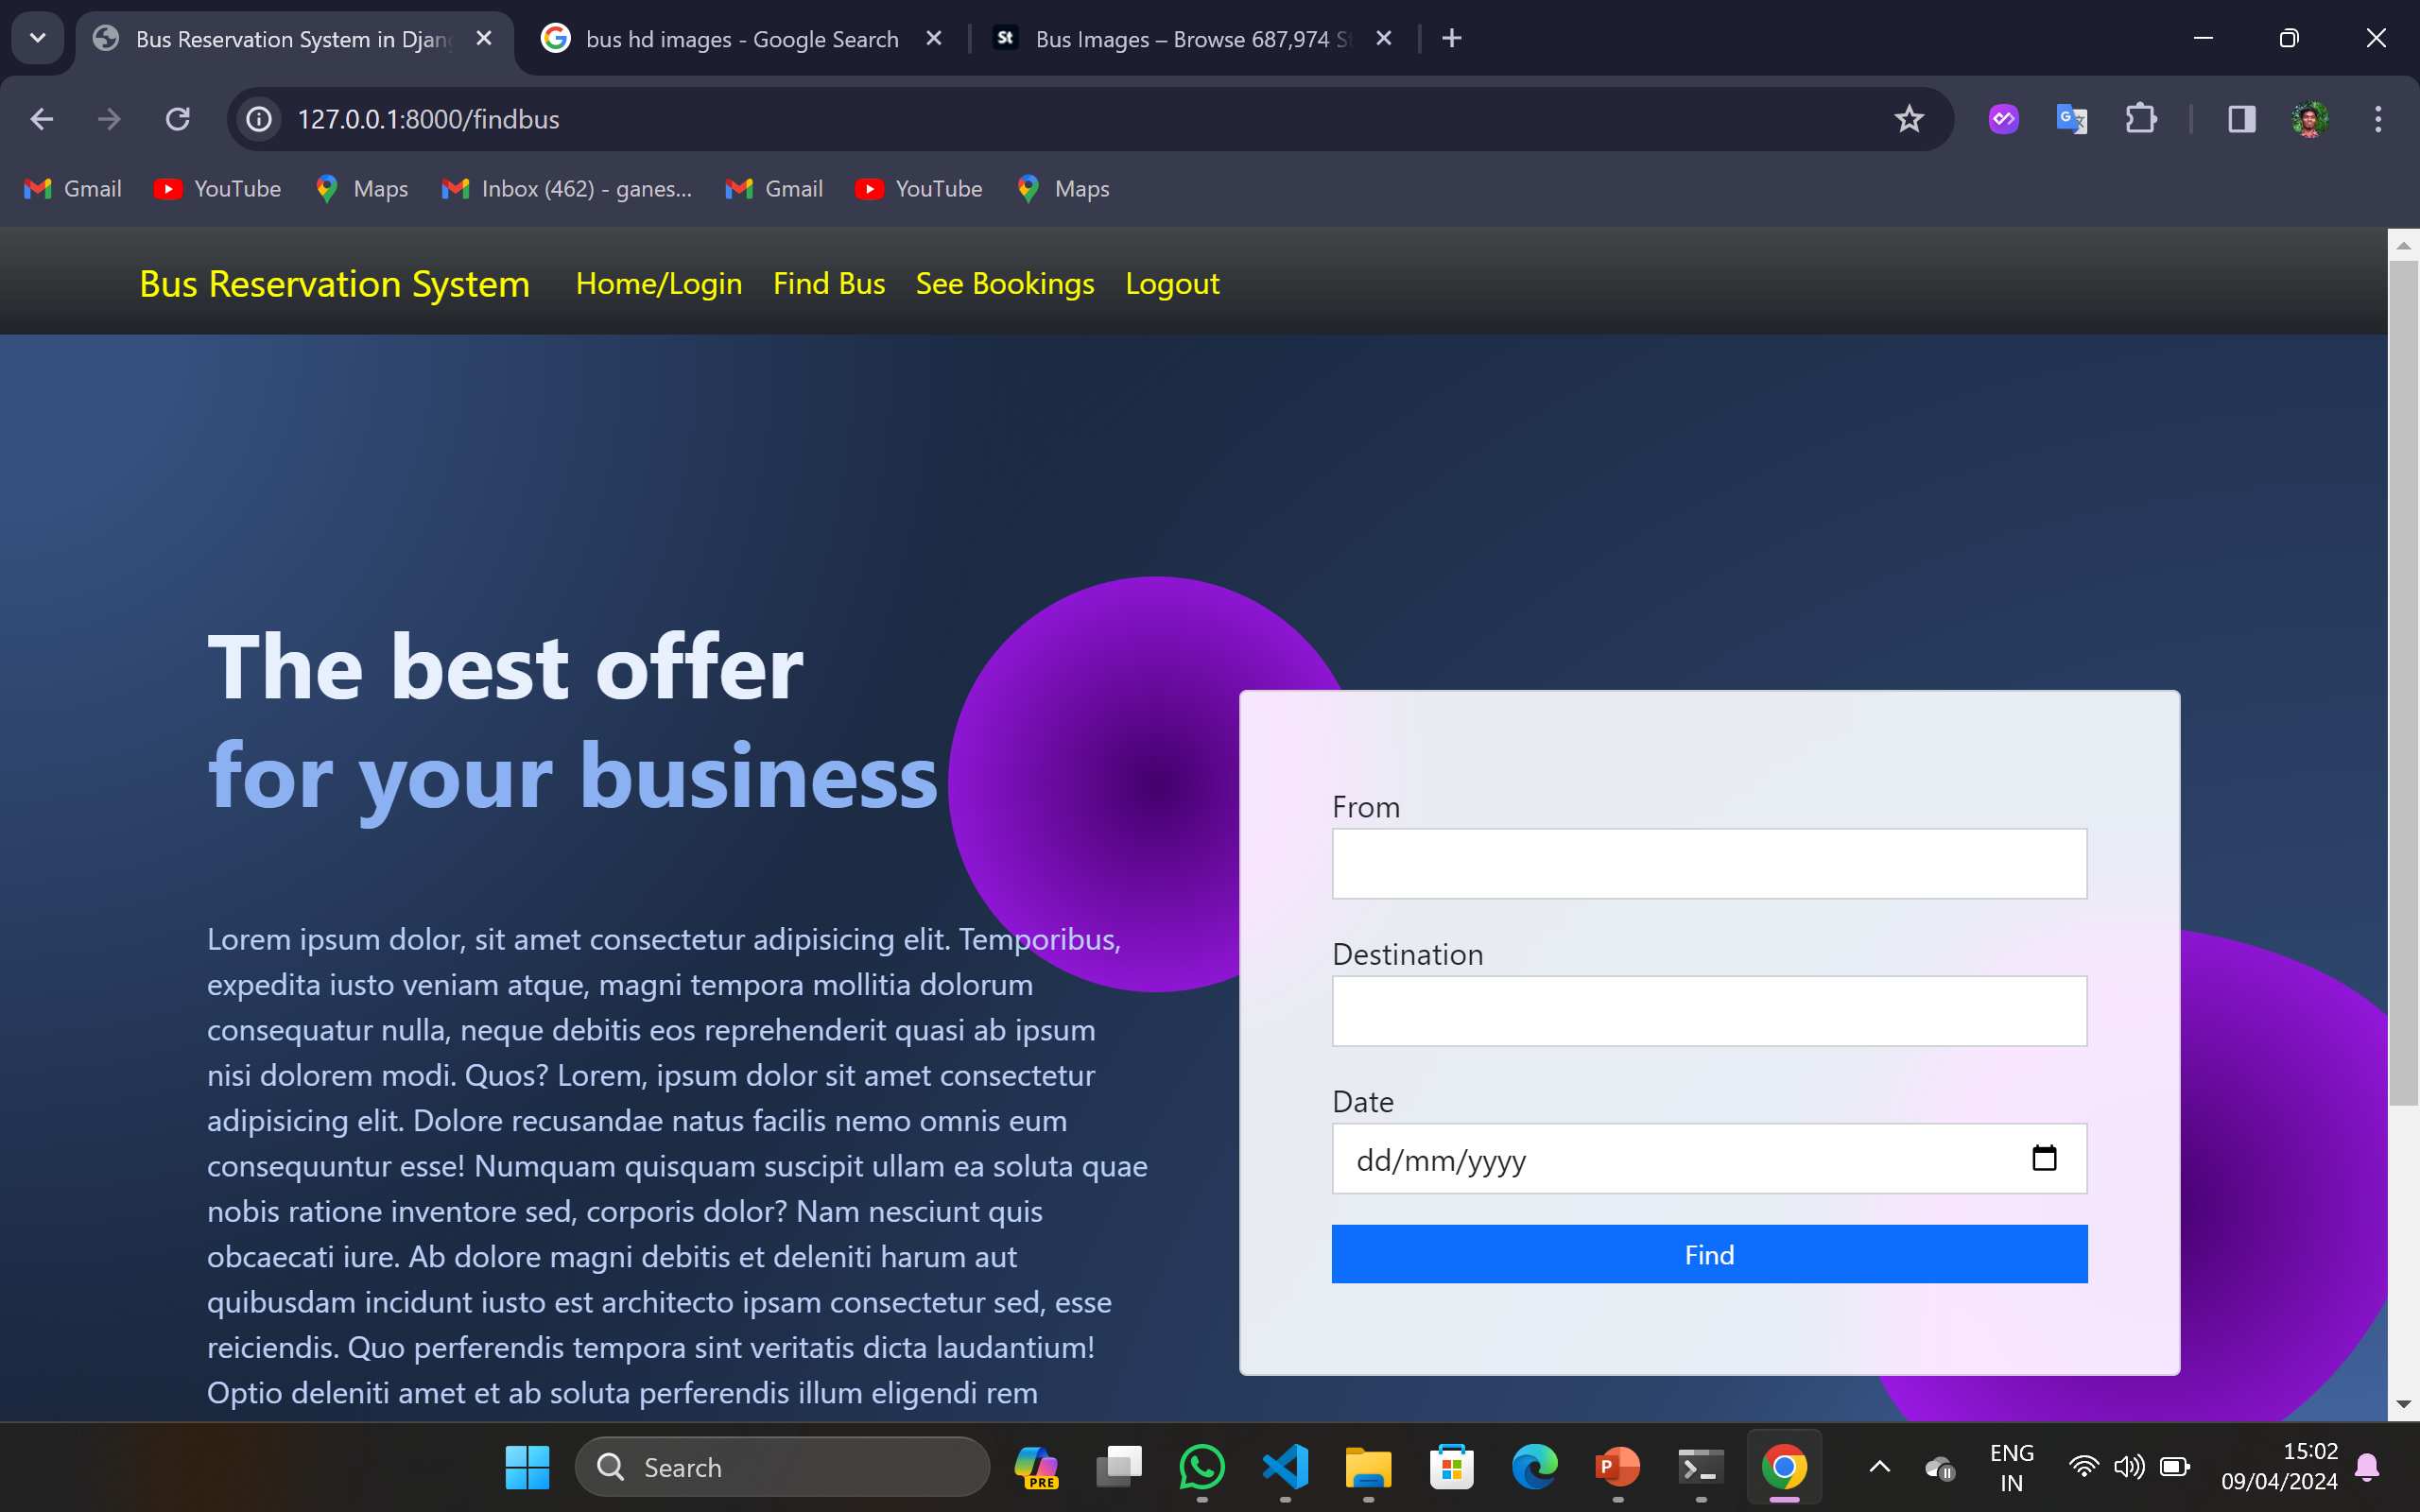 Bus Reservation System in Djan
bus hd images - Google Search
St
Bus Images – Browse 687,974 S
127.0.0.1:8000/findbus
Gmail
YouTube
Maps
Inbox (462) - ganes...
Gmail
YouTube
Maps
Bus Reservation System
Home/Login
Find Bus
See Bookings
Logout
The best offer
for your business
Lorem ipsum dolor, sit amet consectetur adipisicing elit. Temporibus,
expedita iusto veniam atque, magni tempora mollitia dolorum
consequatur nulla, neque debitis eos reprehenderit quasi ab ipsum
nisi dolorem modi. Quos? Lorem, ipsum dolor sit amet consectetur
adipisicing elit. Dolore recusandae natus facilis nemo omnis eum
consequuntur esse! Numquam quisquam suscipit ullam ea soluta quae
nobis ratione inventore sed, corporis dolor? Nam nesciunt quis
obcaecati iure. Ab dolore magni debitis et deleniti harum aut
quibusdam incidunt iusto est architecto ipsam consectetur sed, esse
reiciendis. Quo perferendis tempora sint veritatis dicta laudantium!
Optio deleniti amet et ab soluta perferendis illum eligendi rem
From
Destination
Date
dd/mm/yyyy
Find
Search
PRE
P
ENG
IN
15:02
09/04/2024